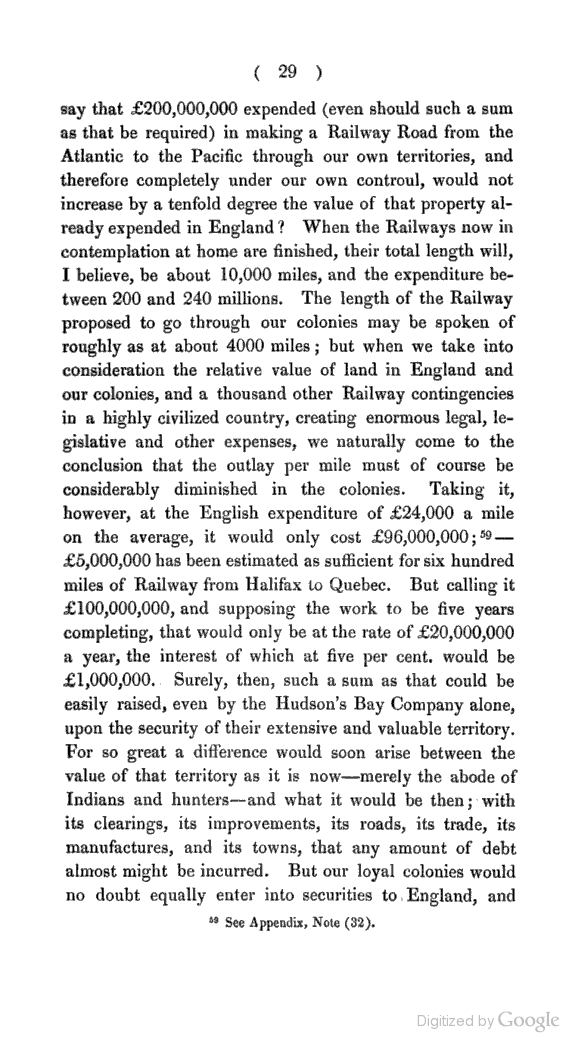 ( 29 )
say that £200,000,000 expended (even should such a sum
as that be required) in making a Railway Road from the
Atlantic to the Pacific through our own territories, and
therefore completely under our own controul, would not
increase by a tenfold degree the value of that property al-
ready expended in England? When the Railways now in
contemplation at home are finished, their total length will,
I believe, be about 10,000 miles, and the expenditure be-
tween 200 and 240 millions. The length of the Railway
proposed to go through our colonies may be spoken of
roughly as at about 4000 miles; but when we take into
consideration the relative value of land in England and
our colonies, and a thousand other Railway contingencies
in a highly civilized country, creating enormous legal, le-
gislative and other expenses, we naturally come to the
conclusion that the outlay per mile must of course be
considerably diminished in the colonies. Taking it,
however, at the English expenditure of £24,000 a mile
on the average, it would only cost £96,000,000;⁵⁹—
£5,000,000 has been estimated as sufficient for six hundred
miles of Railway from Halifax to Quebec. But calling it
£100,000,000, and supposing the work to be five years
completing, that would only be at the rate of £20,000,000
a year, the interest of which at five per cent. would be
£1,000,000. Surely, then, such a sum as that could be
easily raised, even by the Hudson's Bay Company alone,
upon the security of their extensive and valuable territory.
For so great a difference would soon arise between the
value of that territory as it is now—merely the abode of
Indians and hunters—and what it would be then; with
its clearings, its improvements, its roads, its trade, its
manufactures, and its towns, that any amount of debt
almost might be incurred. But our loyal colonies would
no doubt equally enter into securities to England, and
⁵⁹ See Appendix, Note (32).
Digitized by Google